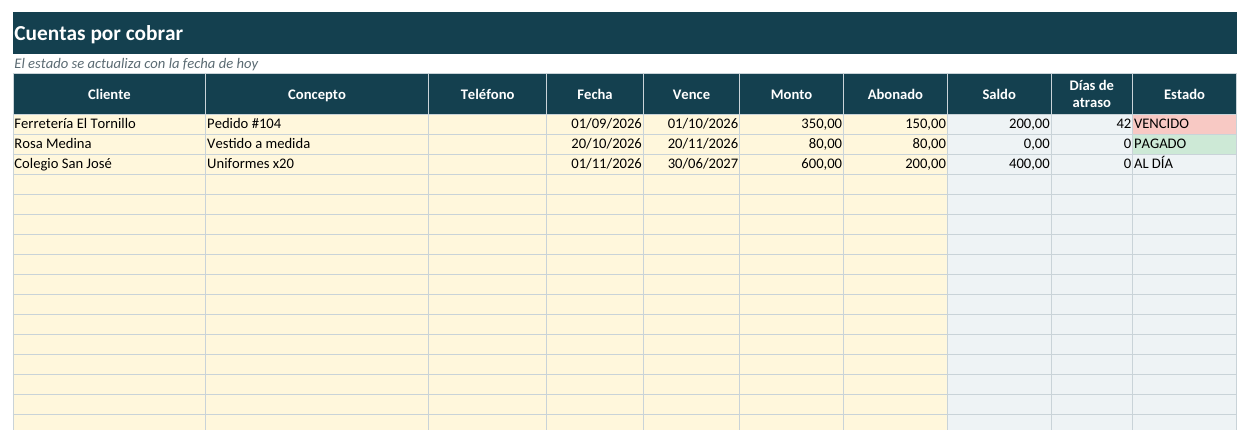 Cuentas por cobrar
El estado se actualiza con la fecha de hoy
Cliente Concepto Teléfono Fecha Vence Monto Abonado Saldo Días de atraso Estado
Ferretería El Tornillo Pedido #104 01/09/2026 01/10/2026 350,00 150,00 200,00 42 VENCIDO
Rosa Medina Vestido a medida 20/10/2026 20/11/2026 80,00 80,00 0,00 0 PAGADO
Colegio San José Uniformes x20 01/11/2026 30/06/2027 600,00 200,00 400,00 0 AL DÍA